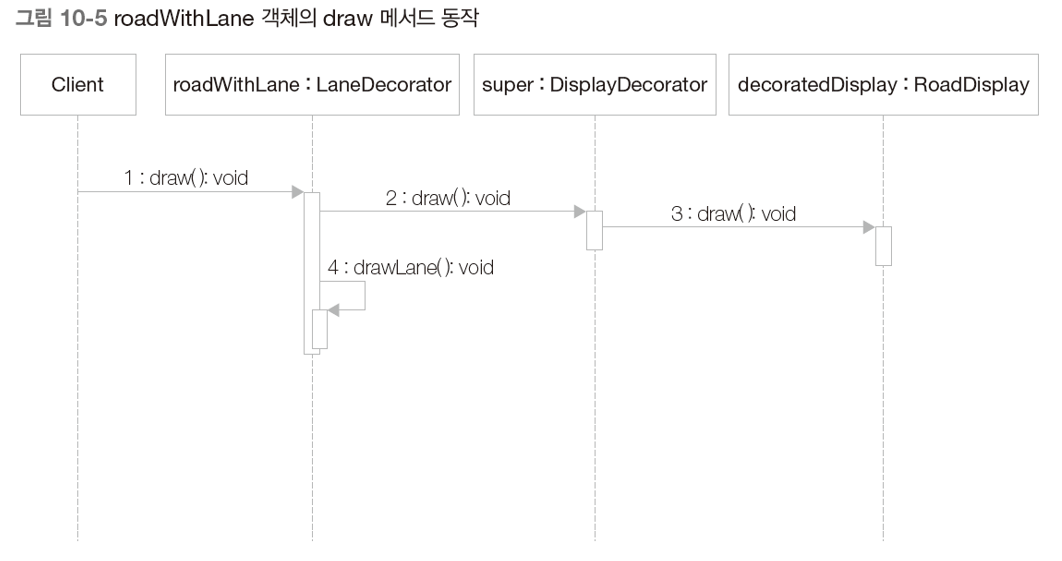 그림 10-5 roadWithLane 객체의 draw 메서드 동작
Client
roadWithLane : LaneDecorator
super : DisplayDecorator
decoratedDisplay : RoadDisplay
1 : draw( ): void
2 : draw( ): void
3 : draw( ): void
4 : drawLane( ): void